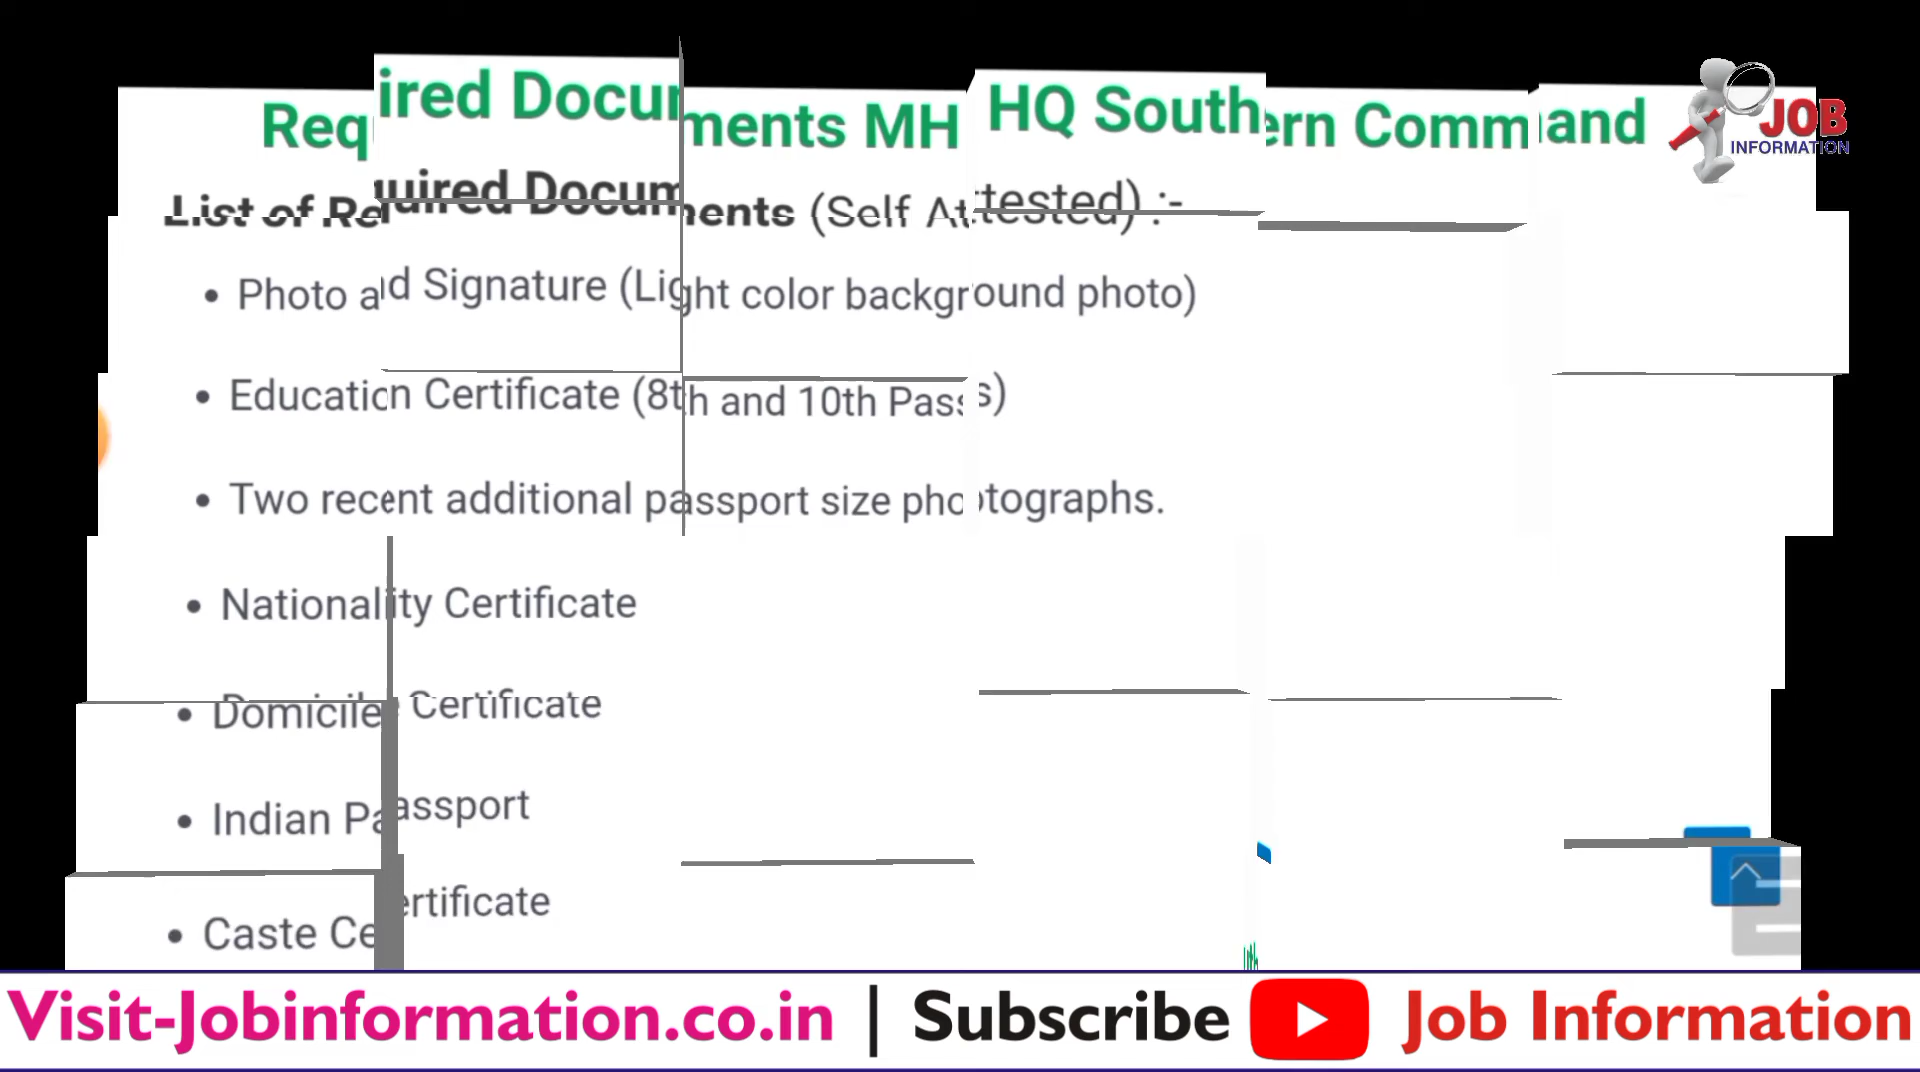 Required Documents MH HQ Southern Command
JOB
INFORMATION
List of Required Documents (Self Attested) :-
• Photo and Signature (Light color background photo)
• Education Certificate (8th and 10th Pass)
• Two recent additional passport size photographs.
• Nationality Certificate
• Domicile Certificate
• Indian Passport
• Caste Certificate
Visit-Jobinformation.co.in | Subscribe Job Information